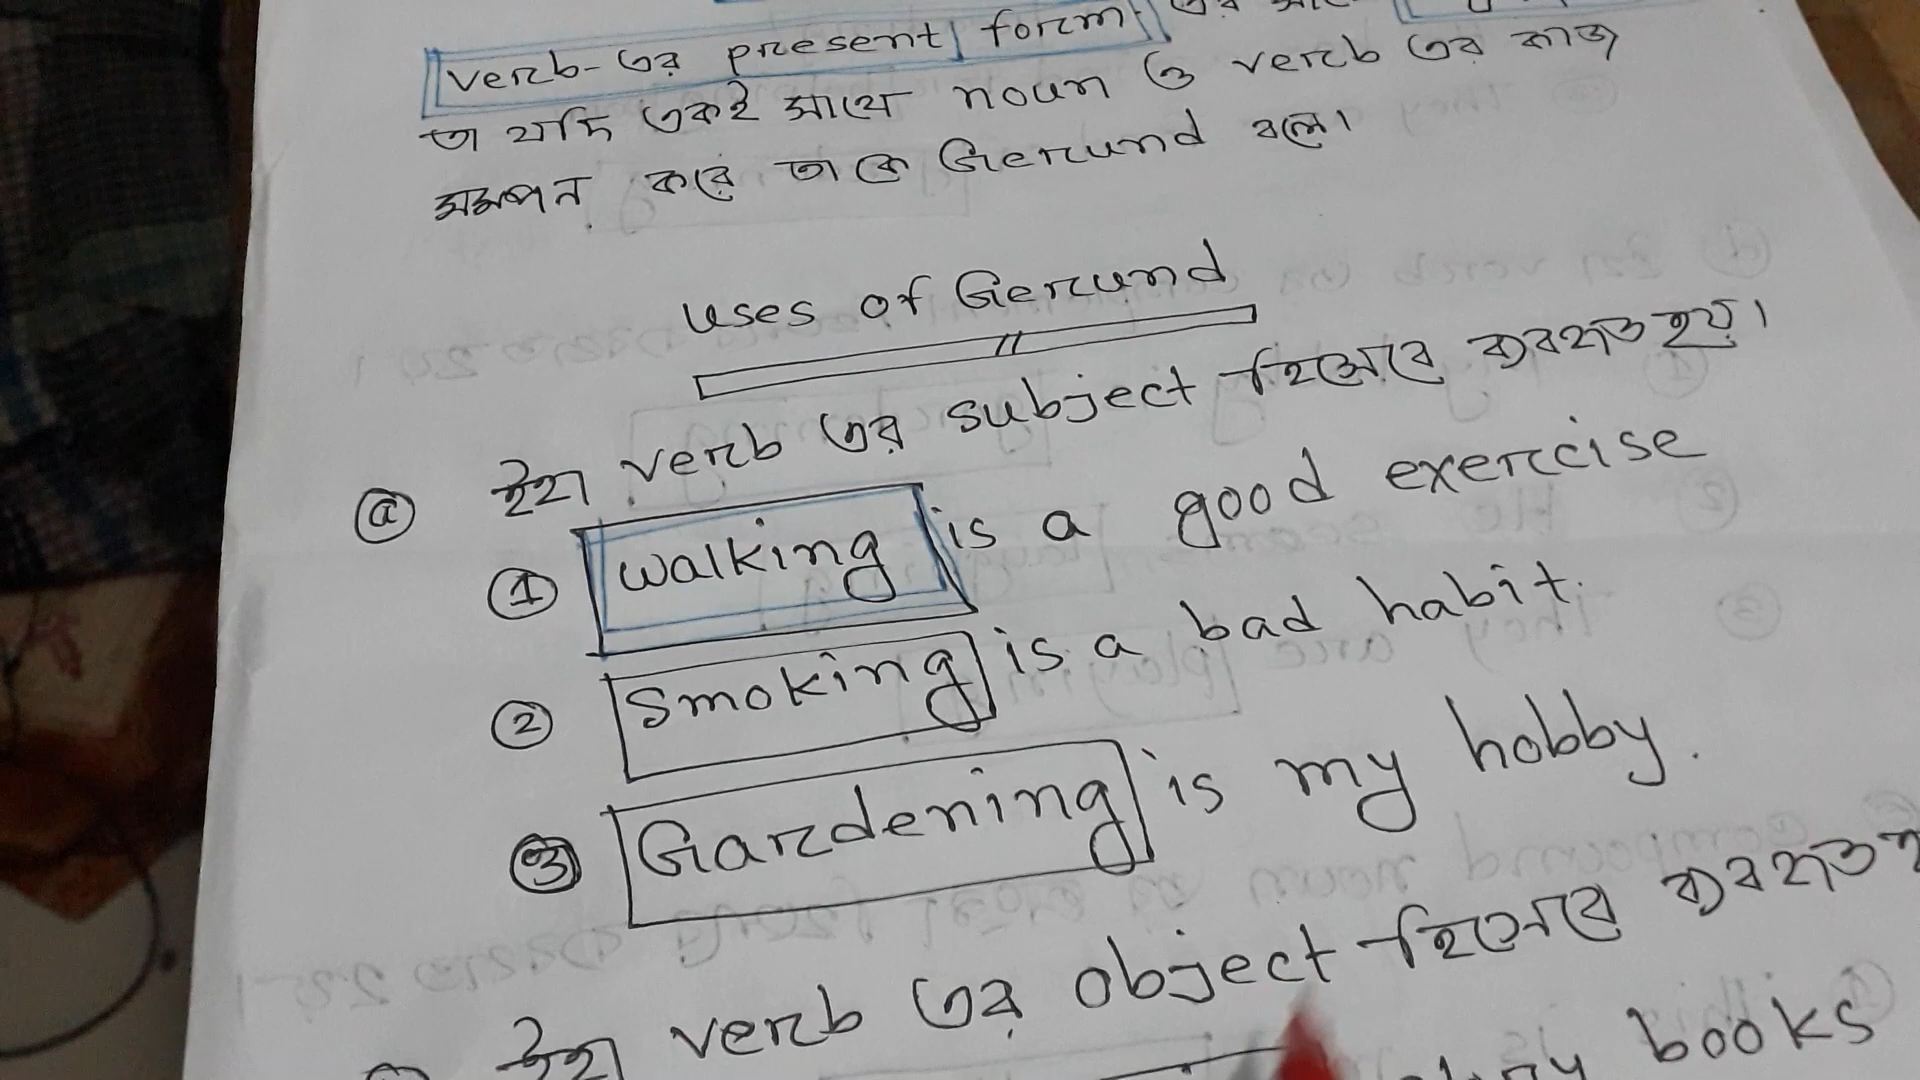 verb-এর present form এর সাথে
তা যদি একই সাথে noun ও verb এর কাজ
সম্পন করে তা কে Gerund বলে।
uses of Gerund
ⓐ ইহা verb এর subject হিসেবে ব্যবহৃত হয়।
① walking is a good exercise
② Smoking is a bad habit.
③ Gardening is my hobby.
ইহা verb এর object হিসেবে ব্যবহৃত
books